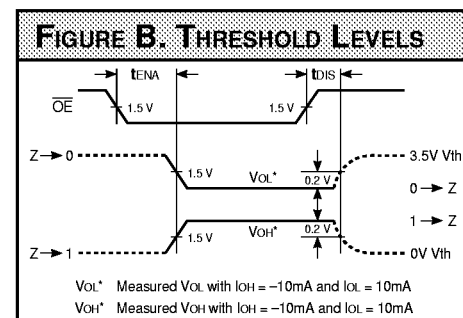 FIGURE B. THRESHOLD LEVELS
tENA tDIS
OE 1.5 V 1.5 V
Z → 0 3.5V Vth
1.5 V VOL* 0.2 V 0 → Z
1.5 V VOH* 0.2 V 1 → Z
Z → 1 0V Vth
VOL* Measured VOL with IOH = –10mA and IOL = 10mA
VOH* Measured VOH with IOH = –10mA and IOL = 10mA